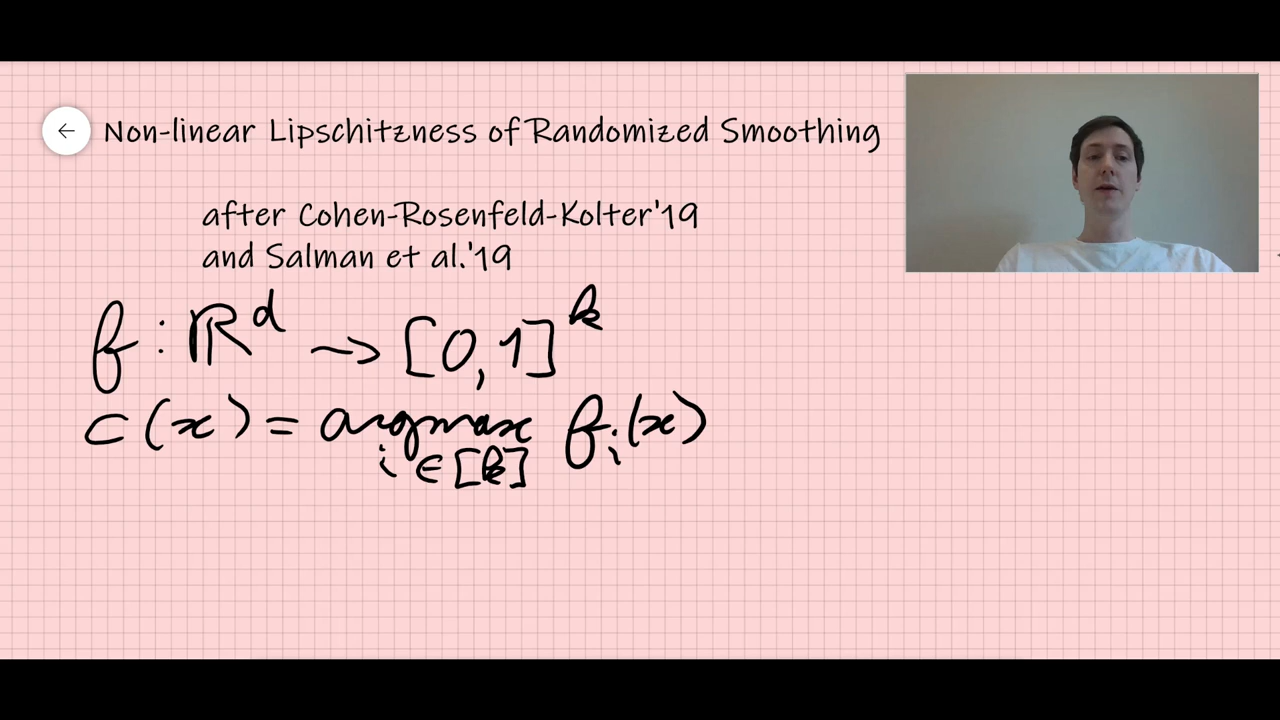 Non-linear Lipschitzness of Randomized Smoothing
after Cohen-Rosenfeld-Kolter'19
and Salman et al.'19
f : ℝ^d → [0,1]^k
c(x) = argmax f_i(x)
i ∈ [k]